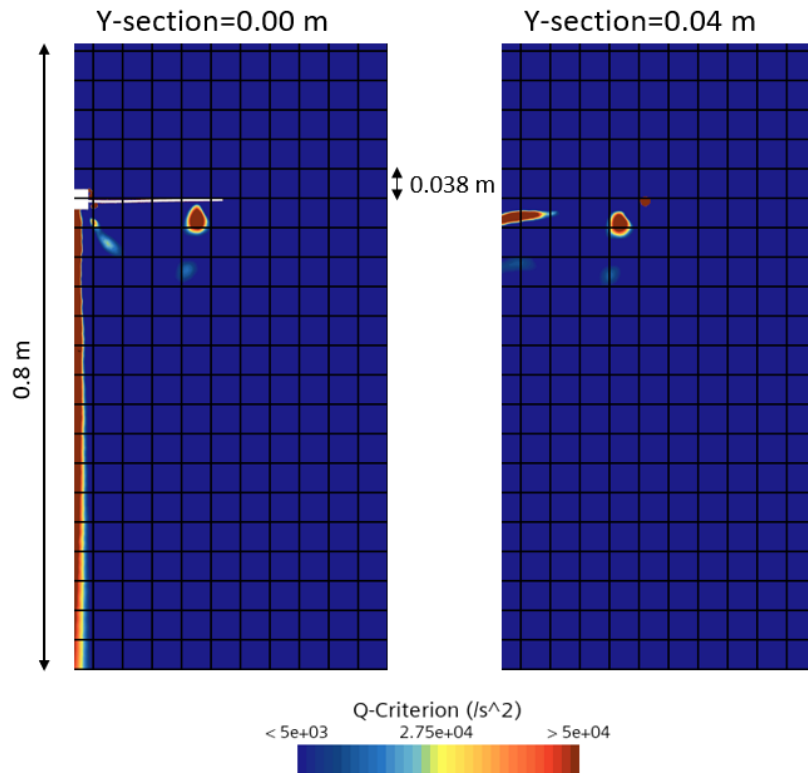 Y-section=0.00 m
Y-section=0.04 m
0.038 m
0.8 m
Q-Criterion (/s^2)
< 5e+03 2.75e+04 > 5e+04